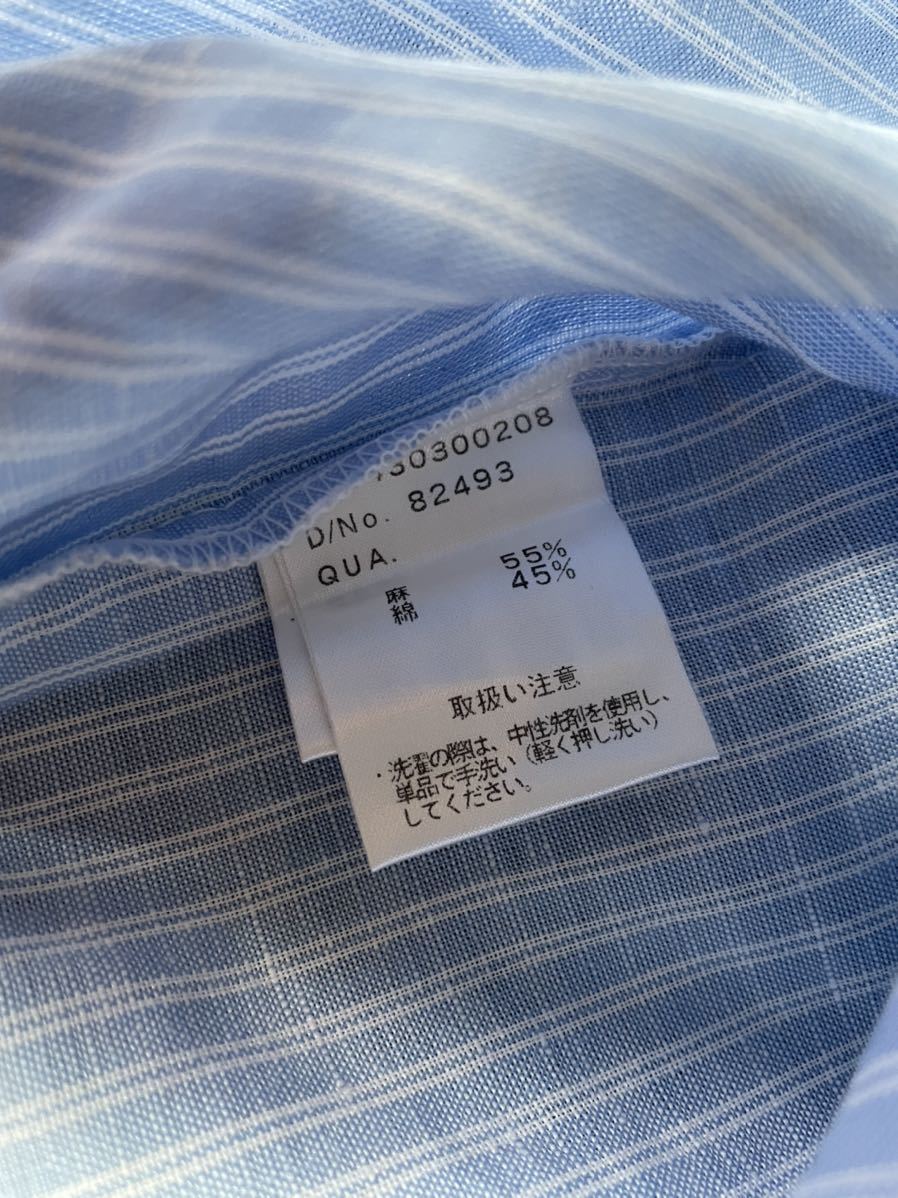 30300208
D/No. 82493
QUA.
麻 55%
綿 45%
取扱い注意
・洗濯の際は、中性洗剤を使用し、
単品で手洗い（軽く押し洗い）
してください。